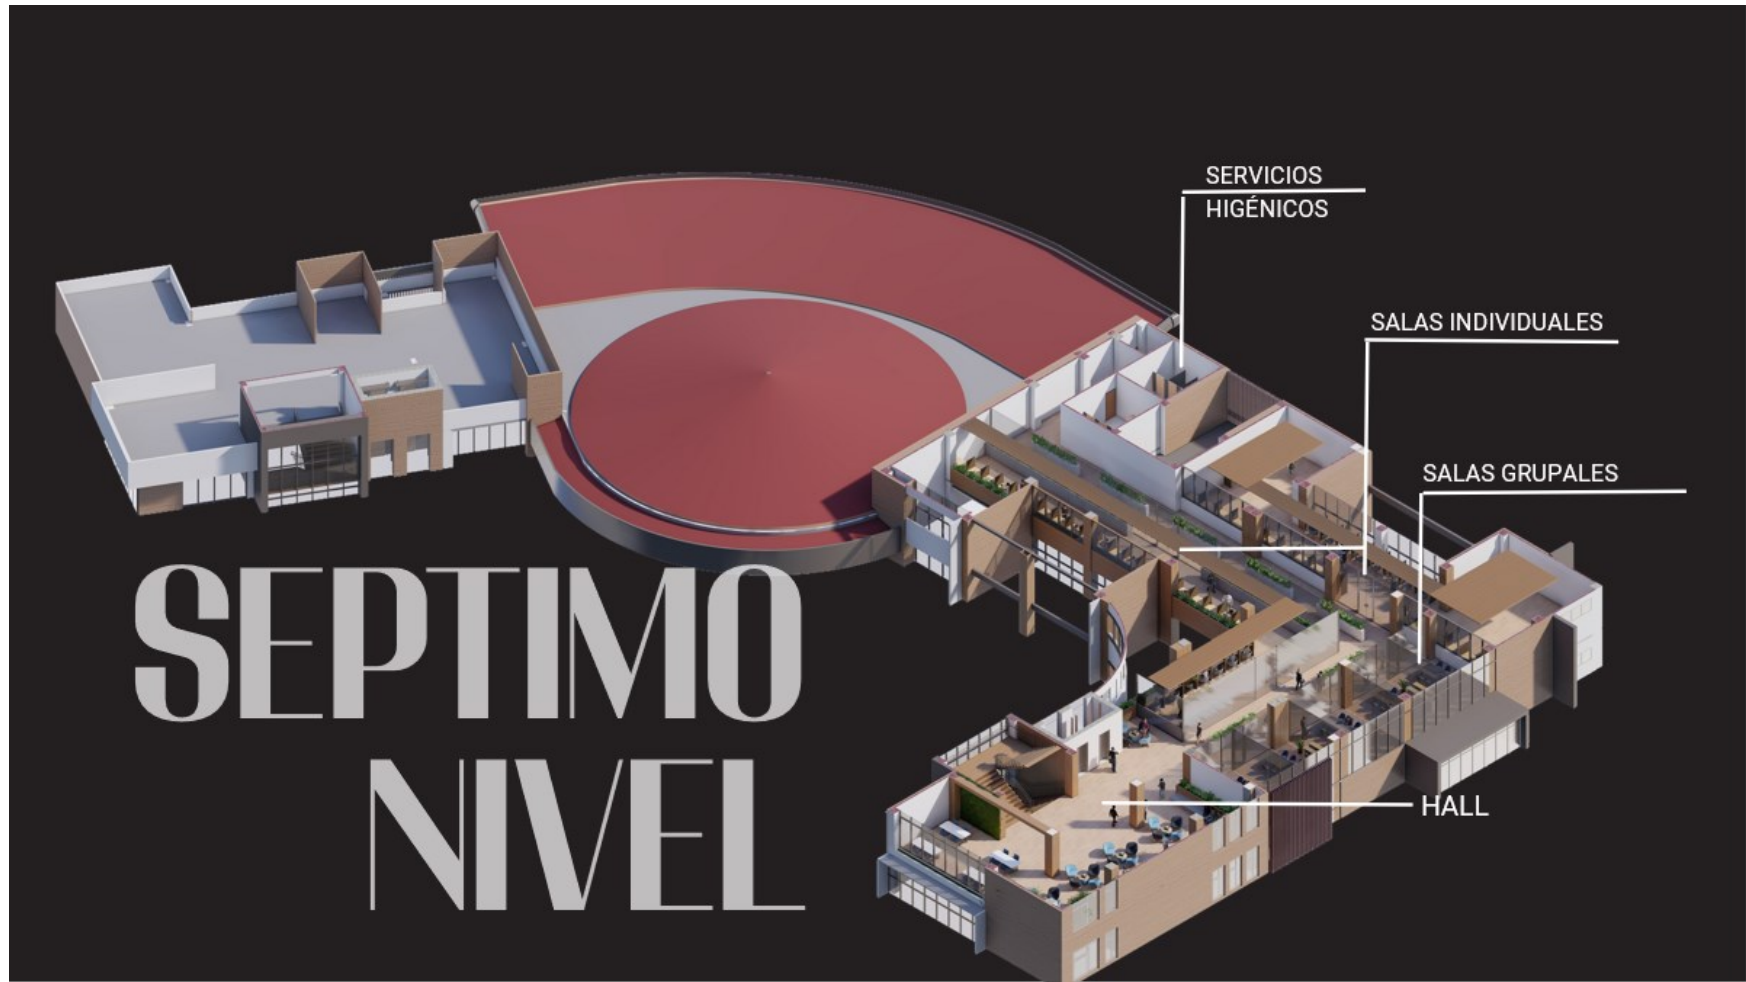 SERVICIOS
HIGÉNICOS
SALAS INDIVIDUALES
SALAS GRUPALES
SEPTIMO
NIVEL
HALL